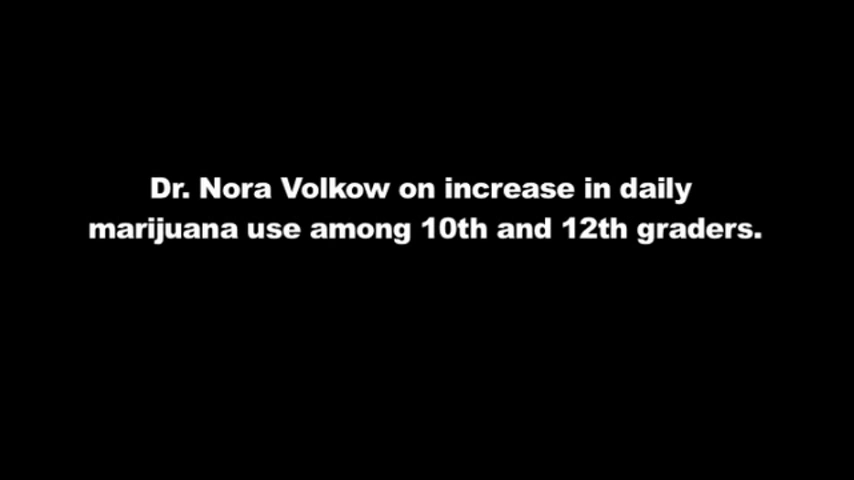 Dr. Nora Volkow on increase in daily
marijuana use among 10th and 12th graders.